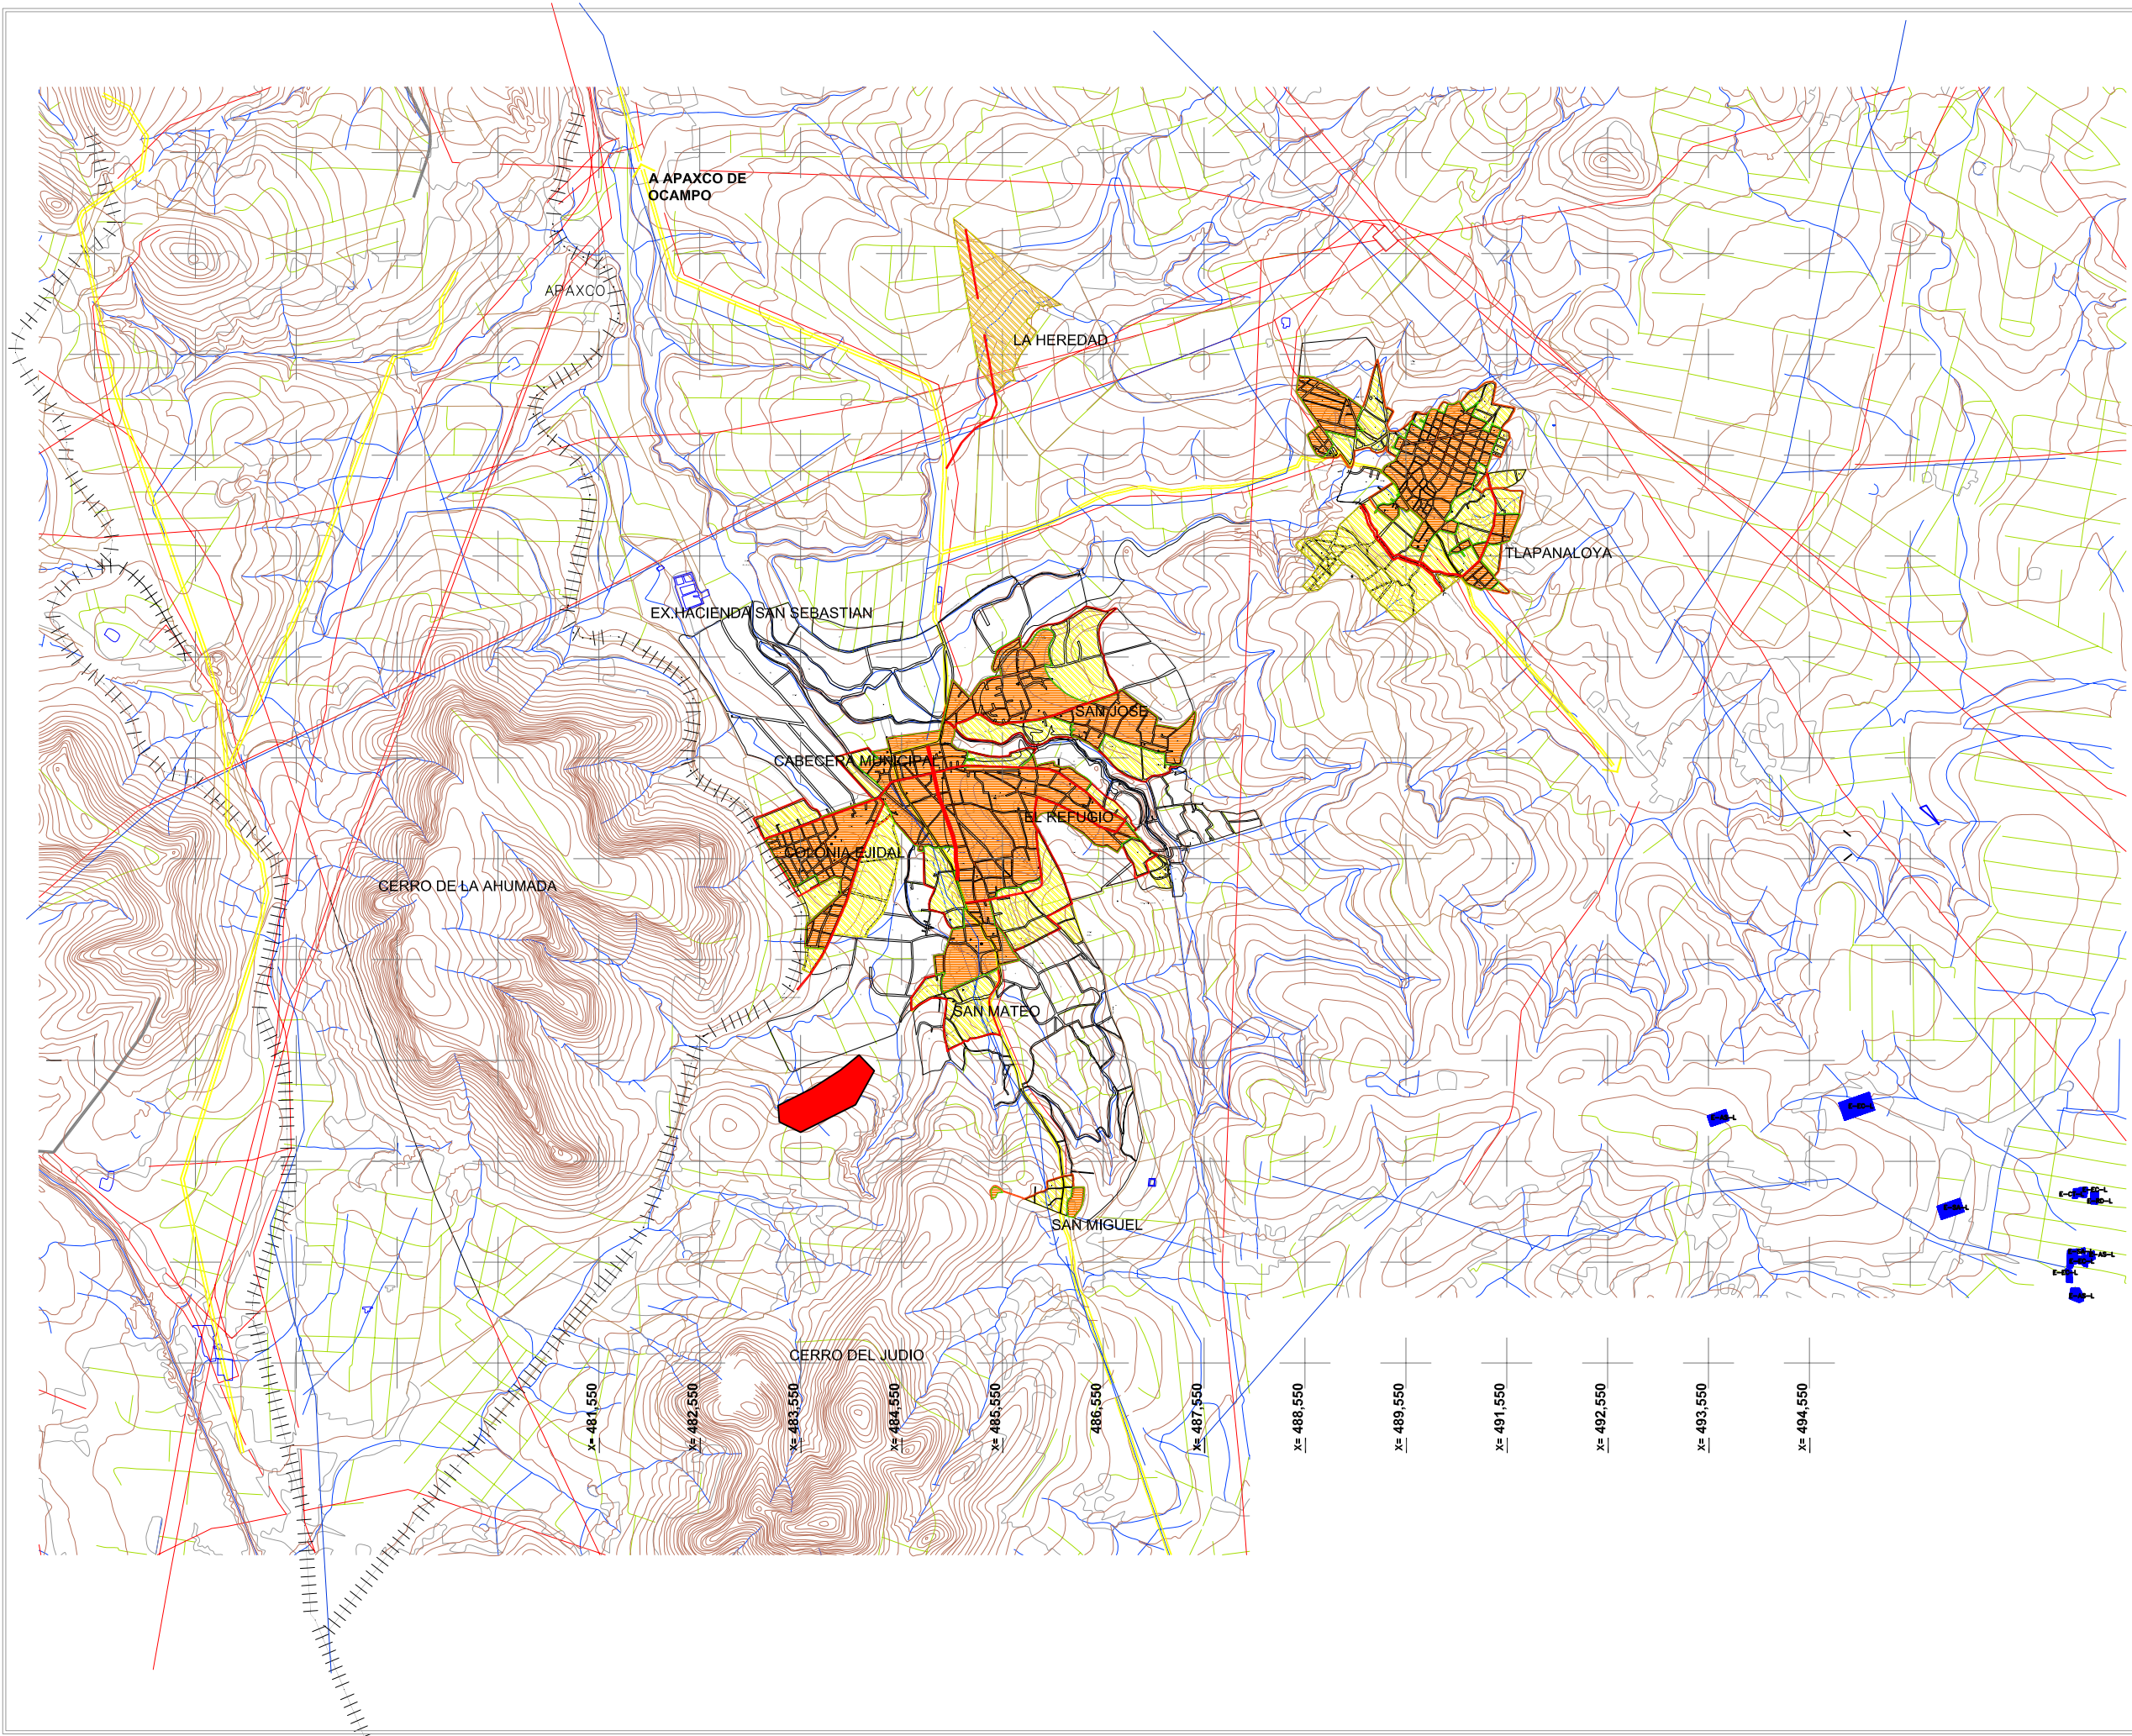 A APAXCO DE
OCAMPO
APAXCO
LA HEREDAD
TLAPANALOYA
EX.HACIENDA SAN SEBASTIAN
SAN JOSE
CABECERA MUNICIPAL
EL REFUGIO
COLONIA EJIDAL
CERRO DE LA AHUMADA
SAN MATEO
SAN MIGUEL
CERRO DEL JUDIO
X= 481,550
X= 482,550
X= 483,550
X= 484,550
X= 485,550
486,550
X= 487,550
X= 488,550
X= 489,550
X= 491,550
X= 492,550
X= 493,550
X= 494,550